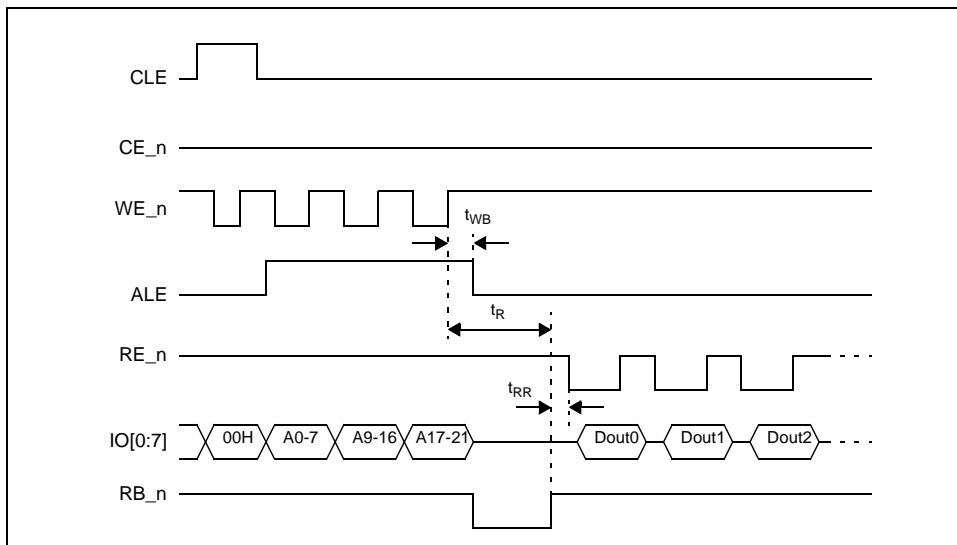 CLE
CE_n
WE_n
tWB
ALE
tR
RE_n
tRR
IO[0:7]
00H A0-7 A9-16 A17-21 Dout0 Dout1 Dout2
RB_n